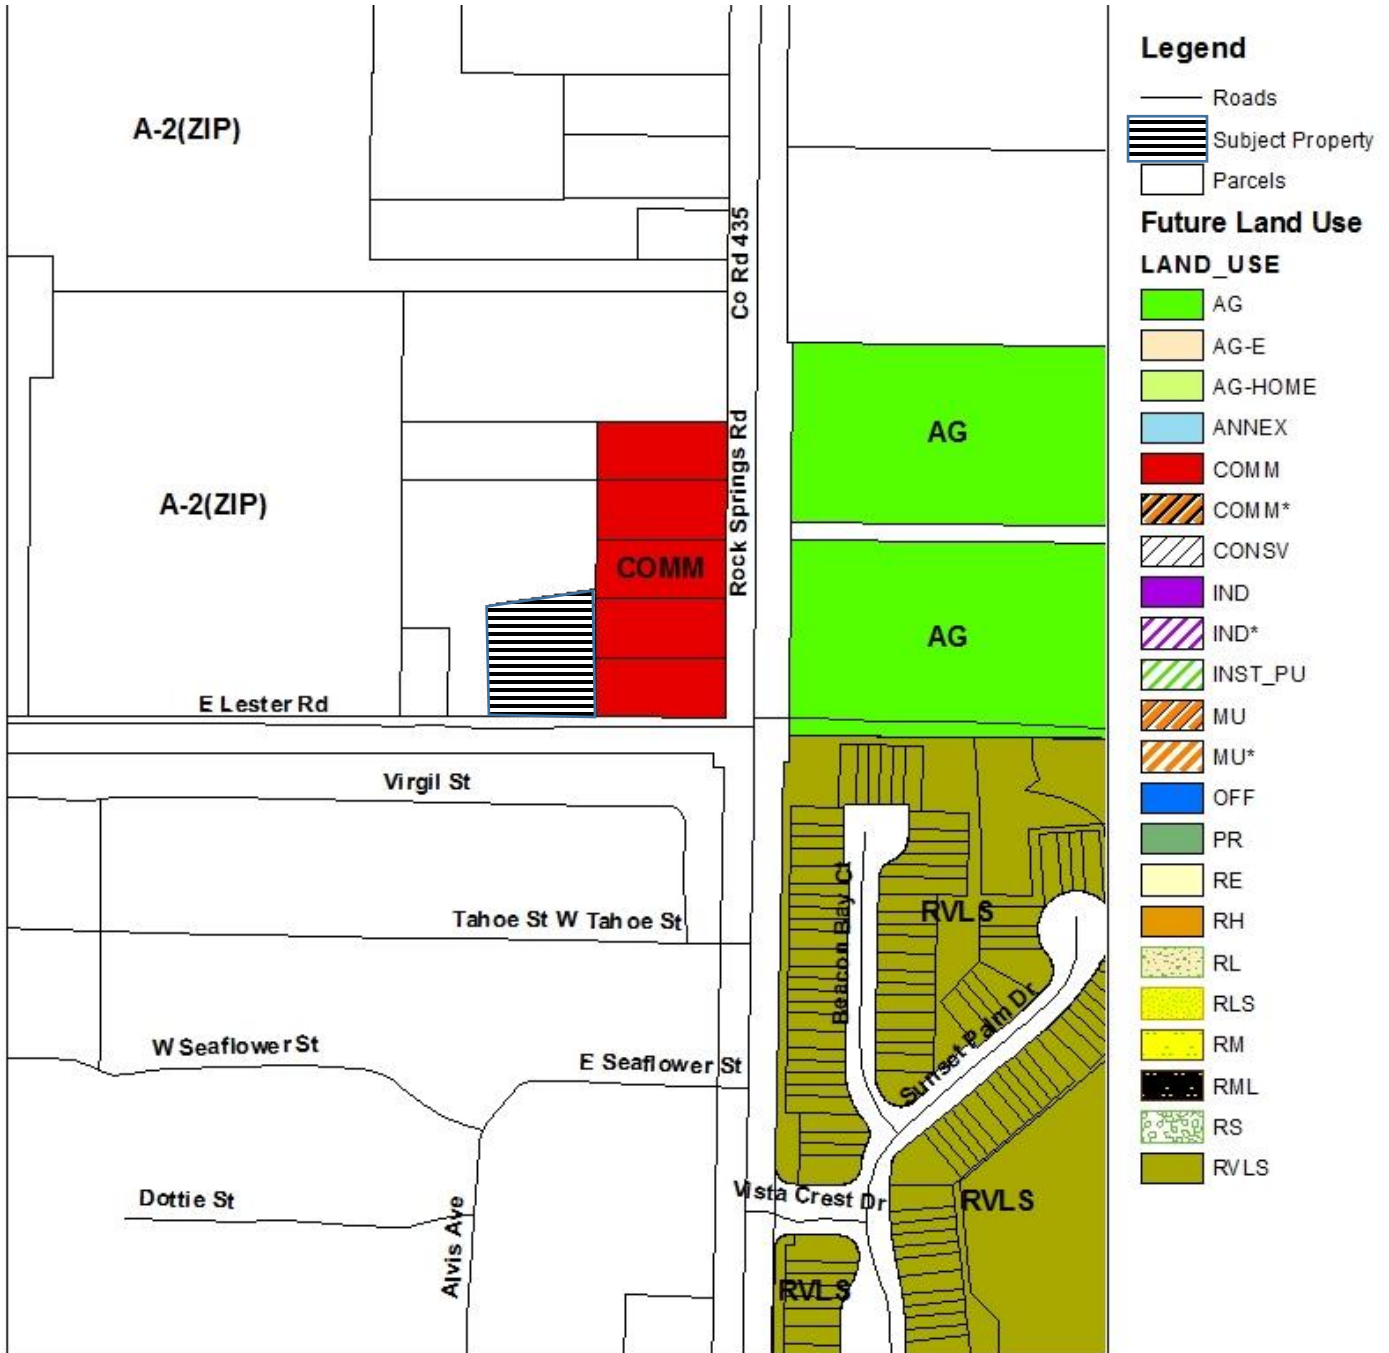 A-2(ZIP)
Co Rd 435
AG
Rock Springs Rd
A-2(ZIP)
COMM
AG
E Lester Rd
Virgil St
Beacon Bay Ct
RVLS
Tahoe St W Tahoe St
Sunset Palm Dr
W Seaflower St
E Seaflower St
Vista Crest Dr
RVLS
Dottie St
Alvis Ave
RVLS
Legend
Roads
Subject Property
Parcels
Future Land Use
LAND_USE
AG
AG-E
AG-HOME
ANNEX
COMM
COMM*
CONSV
IND
IND*
INST_PU
MU
MU*
OFF
PR
RE
RH
RL
RLS
RM
RML
RS
RVLS